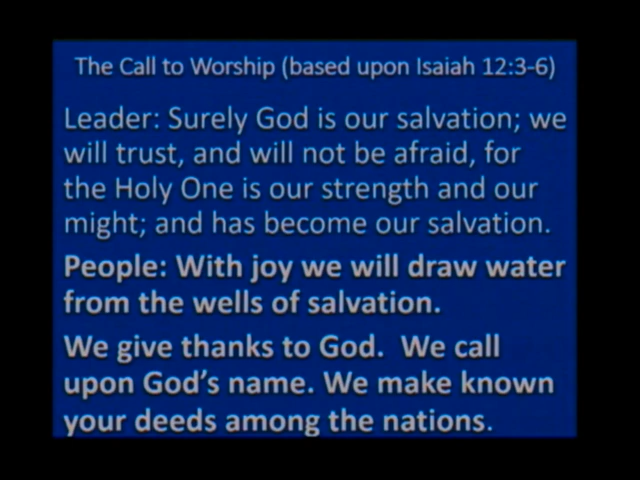 The Call to Worship (based upon Isaiah 12:3-6)
Leader: Surely God is our salvation; we
will trust, and will not be afraid, for
the Holy One is our strength and our
might; and has become our salvation.
People: With joy we will draw water
from the wells of salvation.
We give thanks to God.  We call
upon God’s name. We make known
your deeds among the nations.